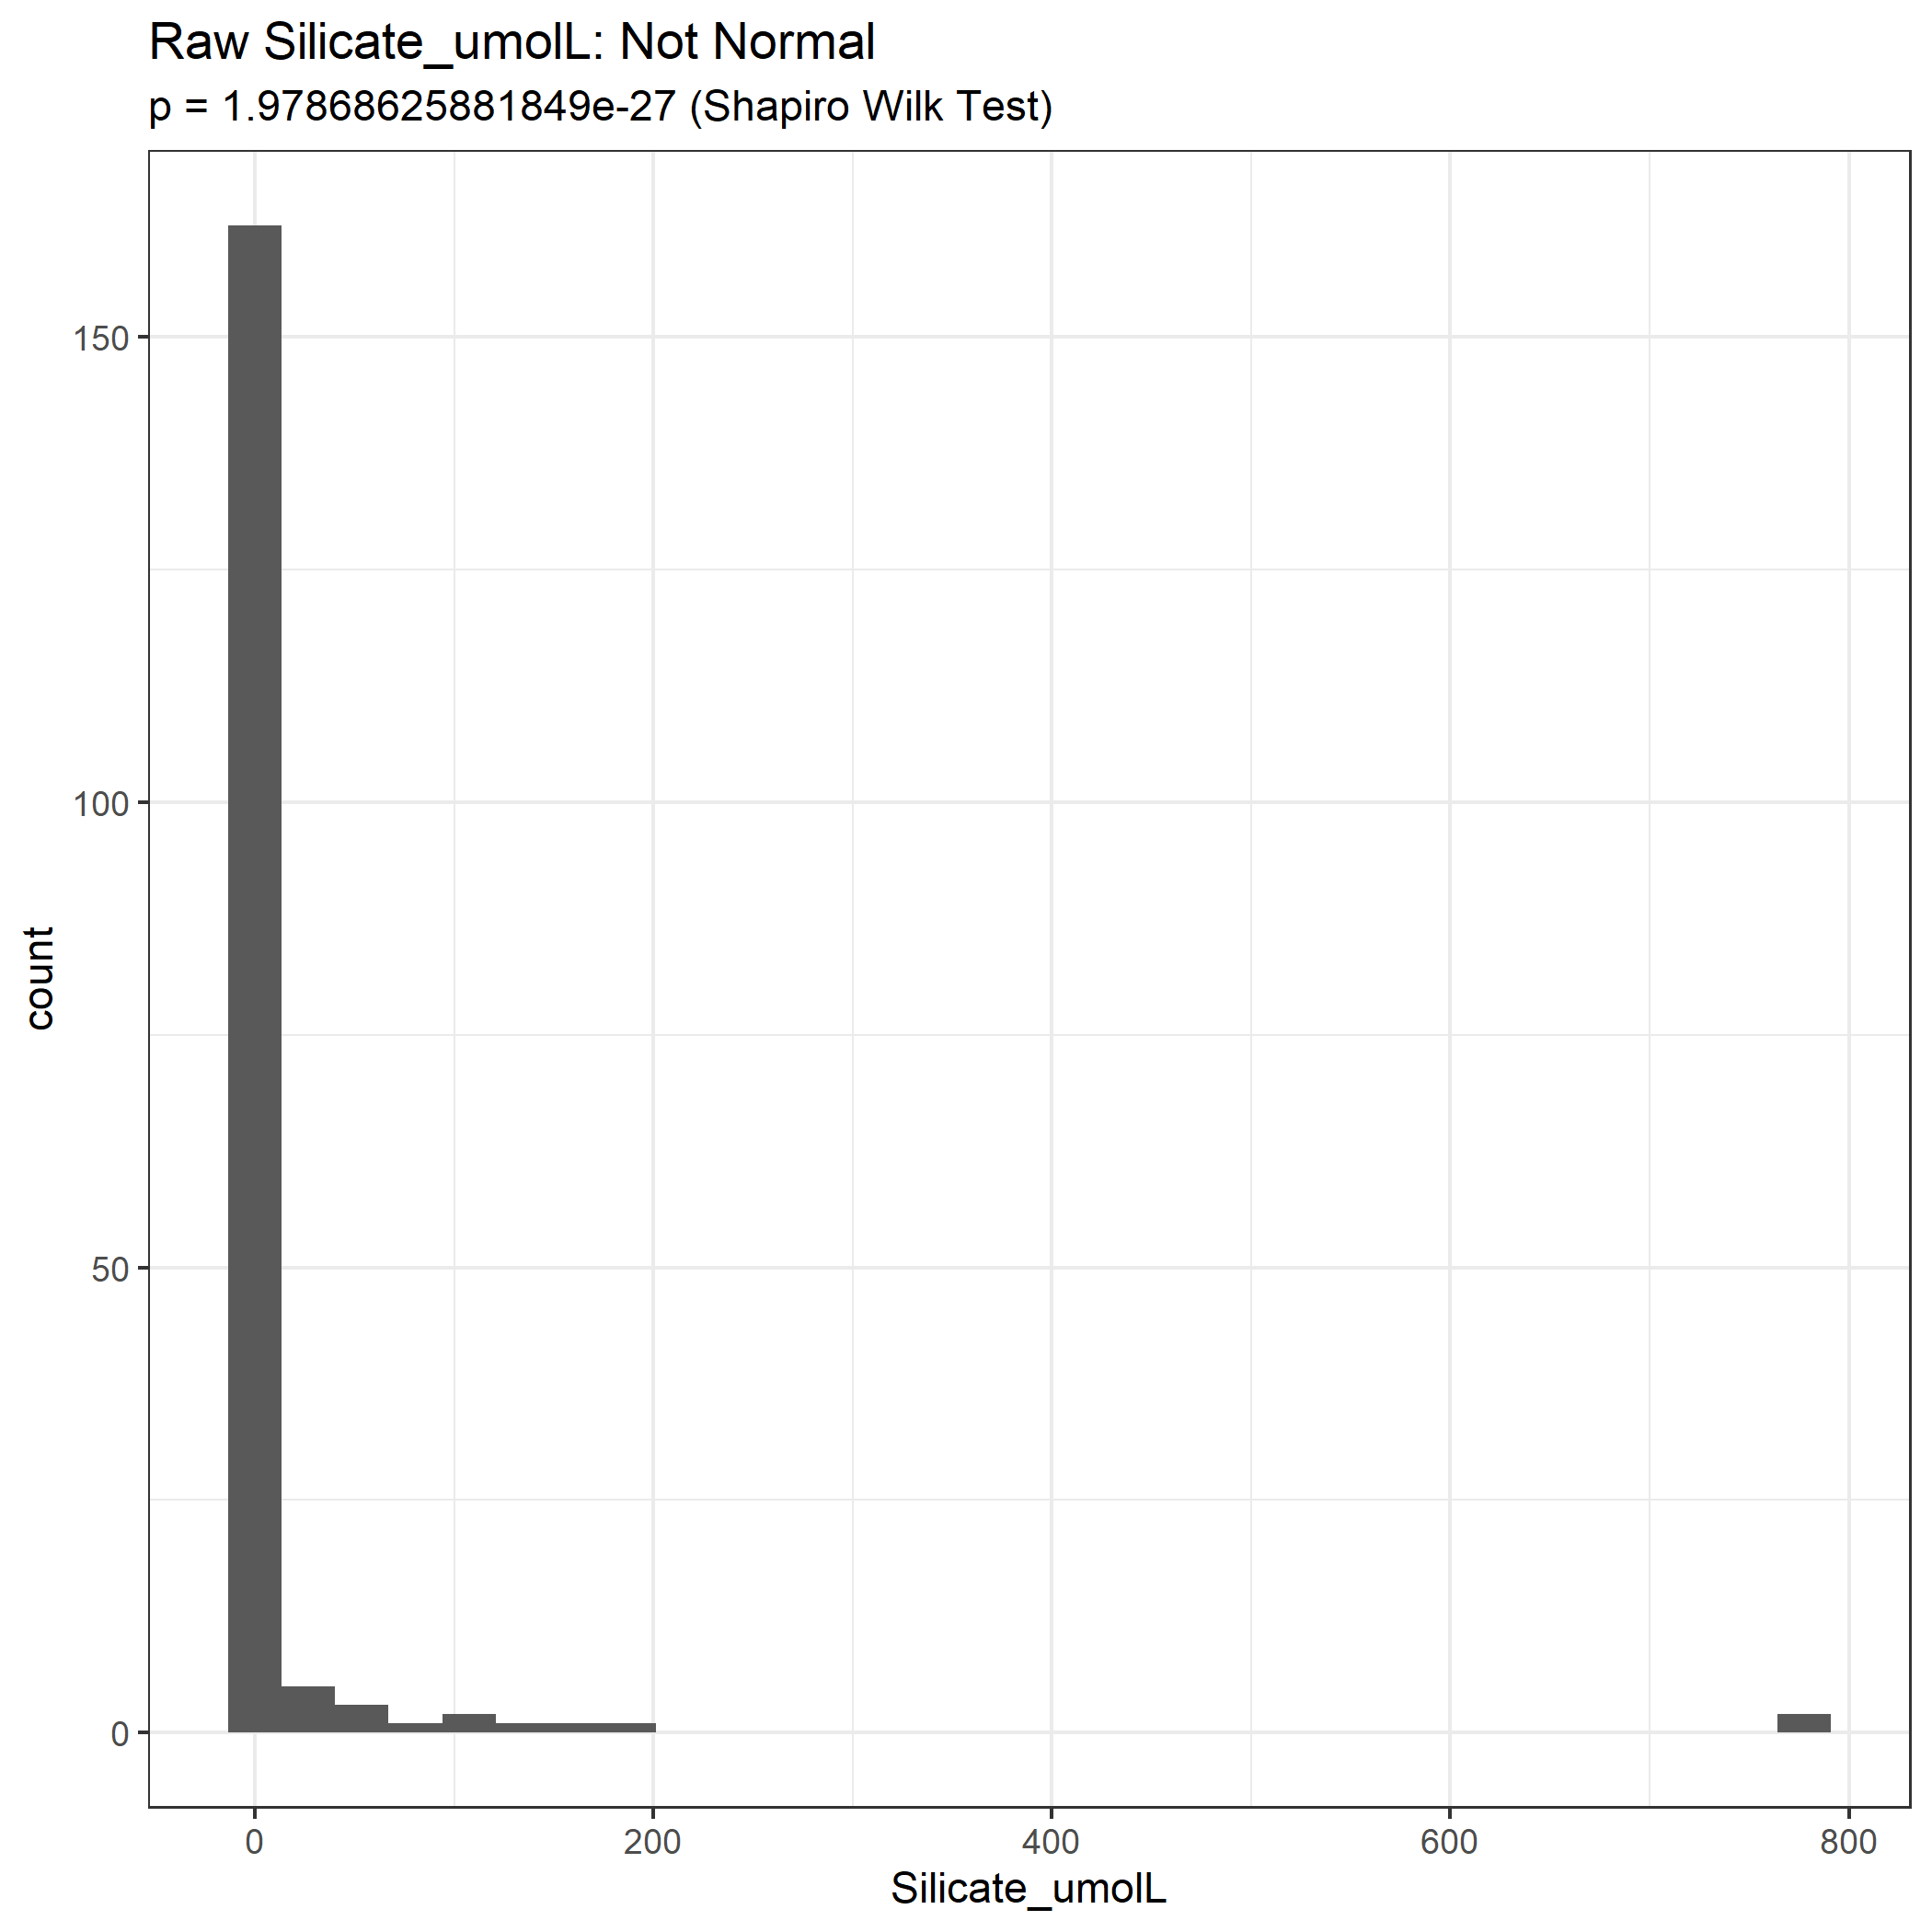 Raw Silicate_umolL: Not Normal
p = 1.97868625881849e-27 (Shapiro Wilk Test)
150
100
50
0
count
0 200 400 600 800
Silicate_umolL